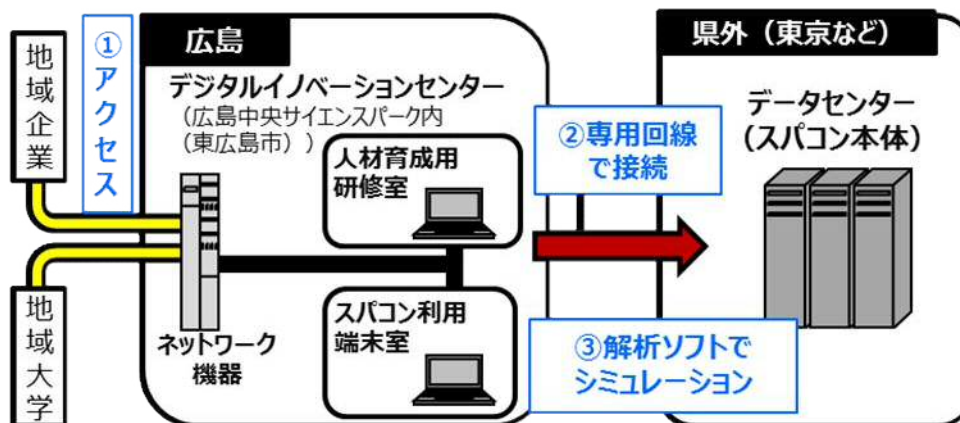 地域企業
①アクセス
広島
デジタルイノベーションセンター
（広島中央サイエンスパーク内
（東広島市））
人材育成用
研修室
②専用回線
で接続
県外（東京など）
データセンター
（スパコン本体）
地域大学
ネットワーク
機器
スパコン利用
端末室
③解析ソフトで
シミュレーション